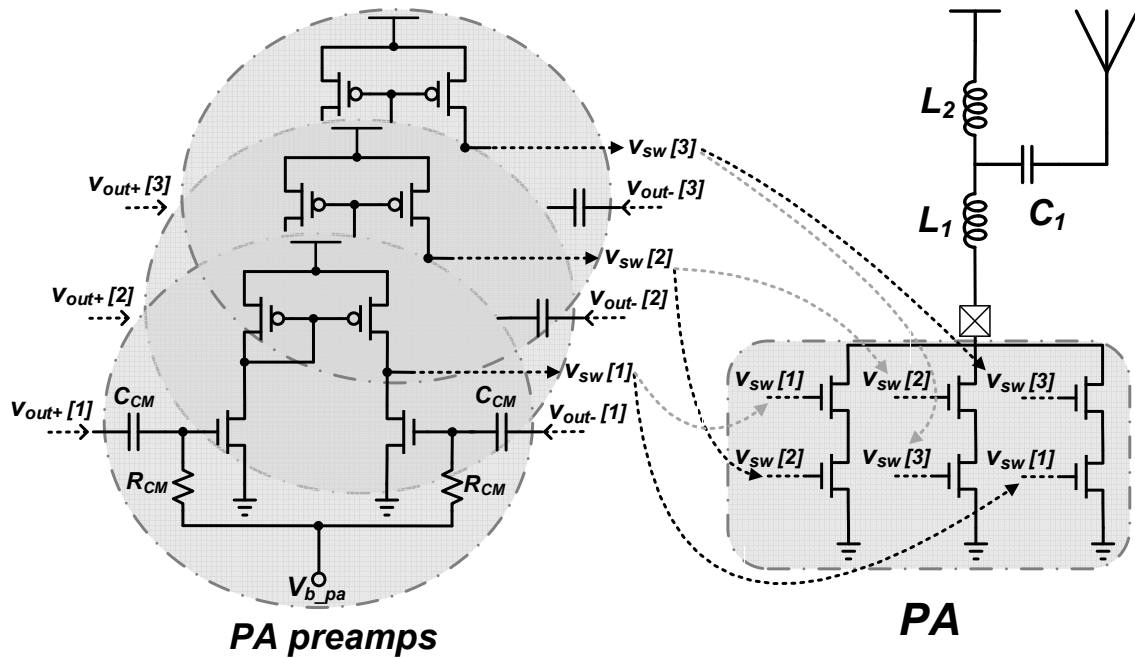 L2
C1
L1
vsw [3]
vout+ [3]
vout- [3]
vsw [2]
vout+ [2]
vout- [2]
vsw [1]
vout+ [1]
CCM
CCM
vout- [1]
RCM
RCM
Vb_pa
PA preamps
vsw [1]
vsw [2]
vsw [3]
vsw [2]
vsw [3]
vsw [1]
PA